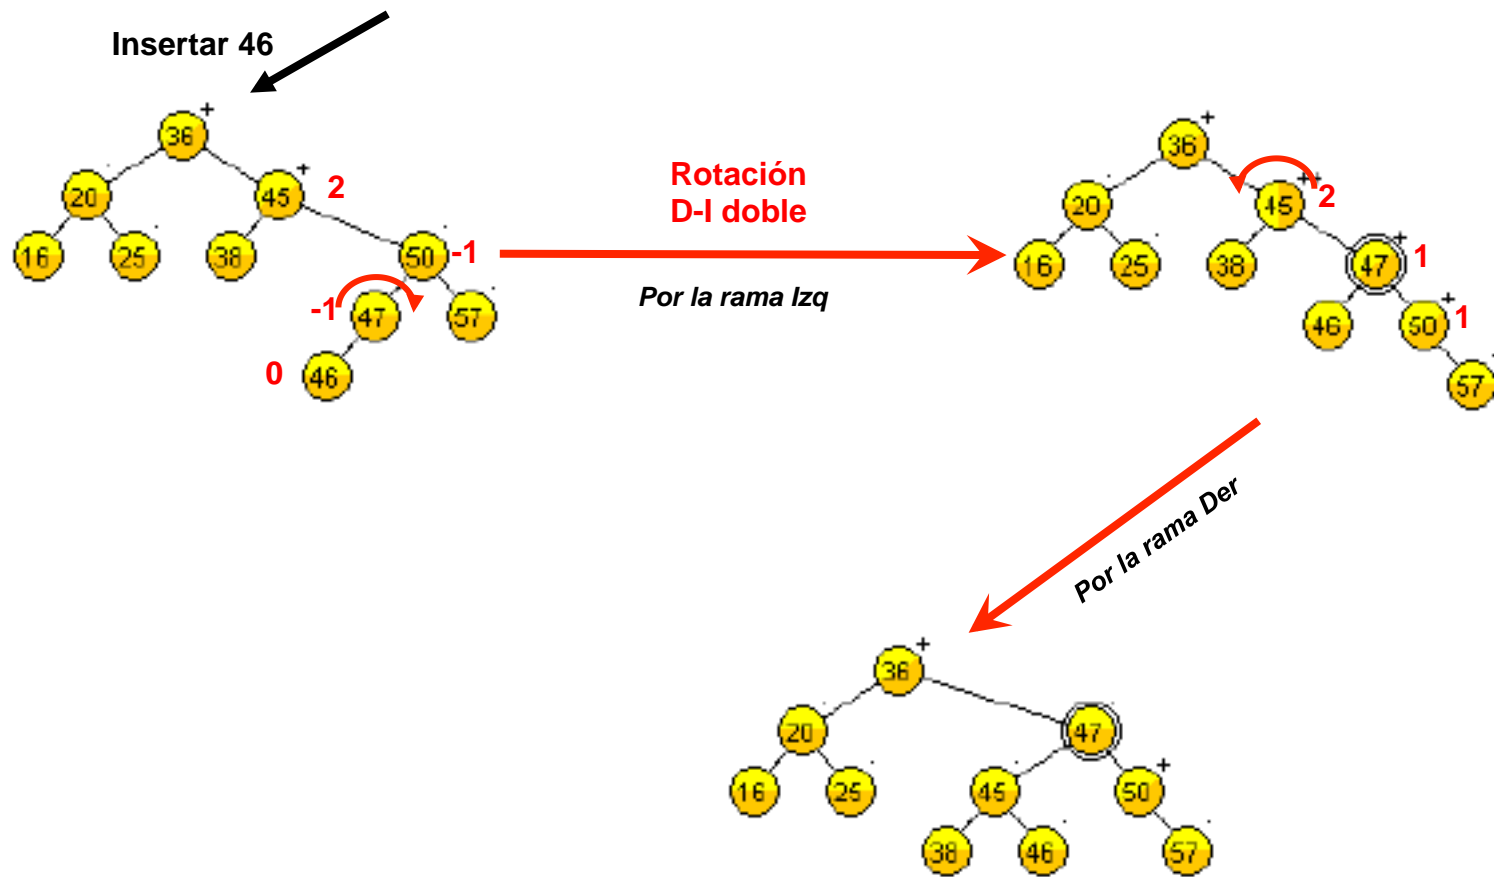 Insertar 46
36 +
20 45 + 2
16 25 38 50 -1
-1 47 57
0 46
Rotación
D-I doble
Por la rama Izq
36 +
20 45 ++ 2
16 25 38 47 + 1
46 50 + 1
57
Por la rama Der
36 +
20 47
16 25 45 50 +
38 46 57